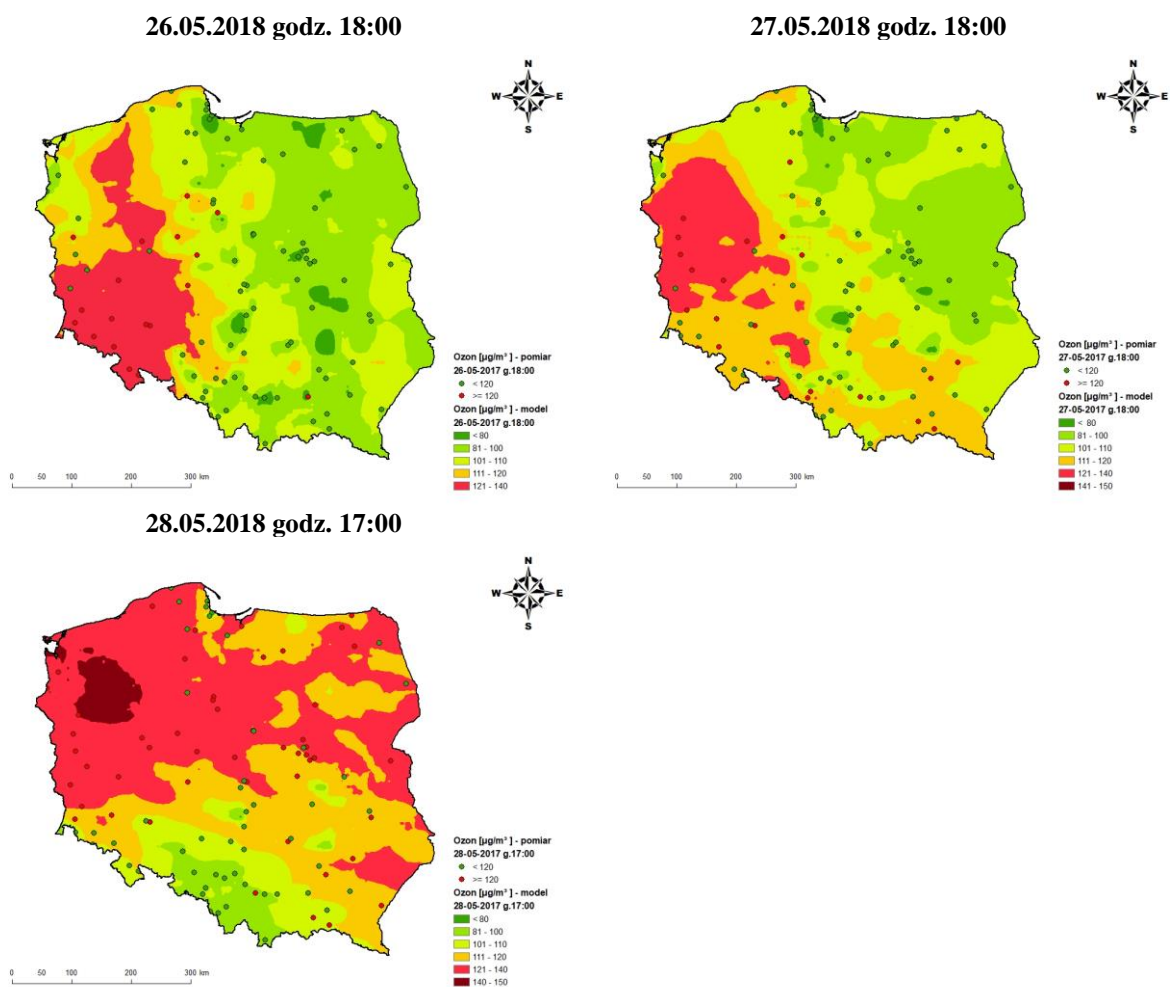 26.05.2018 godz. 18:00
N
W E
S
Ozon [µg/m³ ] - pomiar
26-05-2017 g.18:00
< 120
>= 120
Ozon [µg/m³ ] - model
26-05-2017 g.18:00
< 80
81 - 100
101 - 110
111 - 120
121 - 140
0 50 100 200 300 km
27.05.2018 godz. 18:00
N
W E
S
Ozon [µg/m³ ] - pomiar
27-05-2017 g.18:00
< 120
>= 120
Ozon [µg/m³ ] - model
27-05-2017 g.18:00
< 80
81 - 100
101 - 110
111 - 120
121 - 140
141 - 150
0 50 100 200 300 km
28.05.2018 godz. 17:00
N
W E
S
Ozon [µg/m³ ] - pomiar
28-05-2017 g.17:00
< 120
>= 120
Ozon [µg/m³ ] - model
28-05-2017 g.17:00
< 80
81 - 100
101 - 110
111 - 120
121 - 140
140 - 150
0 50 100 200 300 km